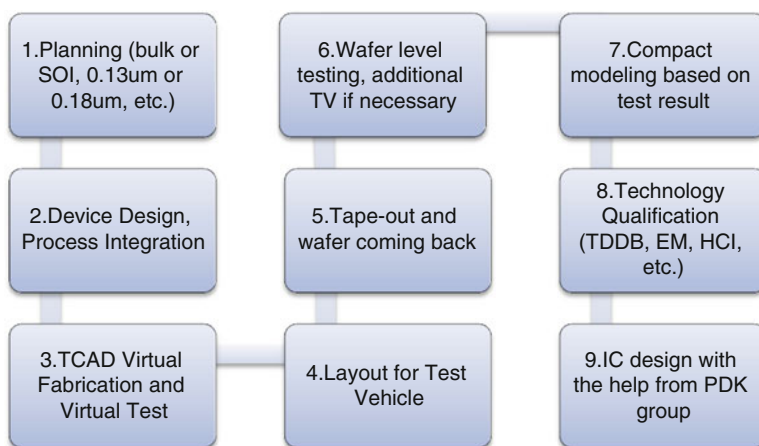 1.Planning (bulk or
SOI, 0.13um or
0.18um, etc.)
2.Device Design,
Process Integration
3.TCAD Virtual
Fabrication and
Virtual Test
4.Layout for Test
Vehicle
5.Tape-out and
wafer coming back
6.Wafer level
testing, additional
TV if necessary
7.Compact
modeling based on
test result
8.Technology
Qualification
(TDDB, EM, HCI,
etc.)
9.IC design with
the help from PDK
group